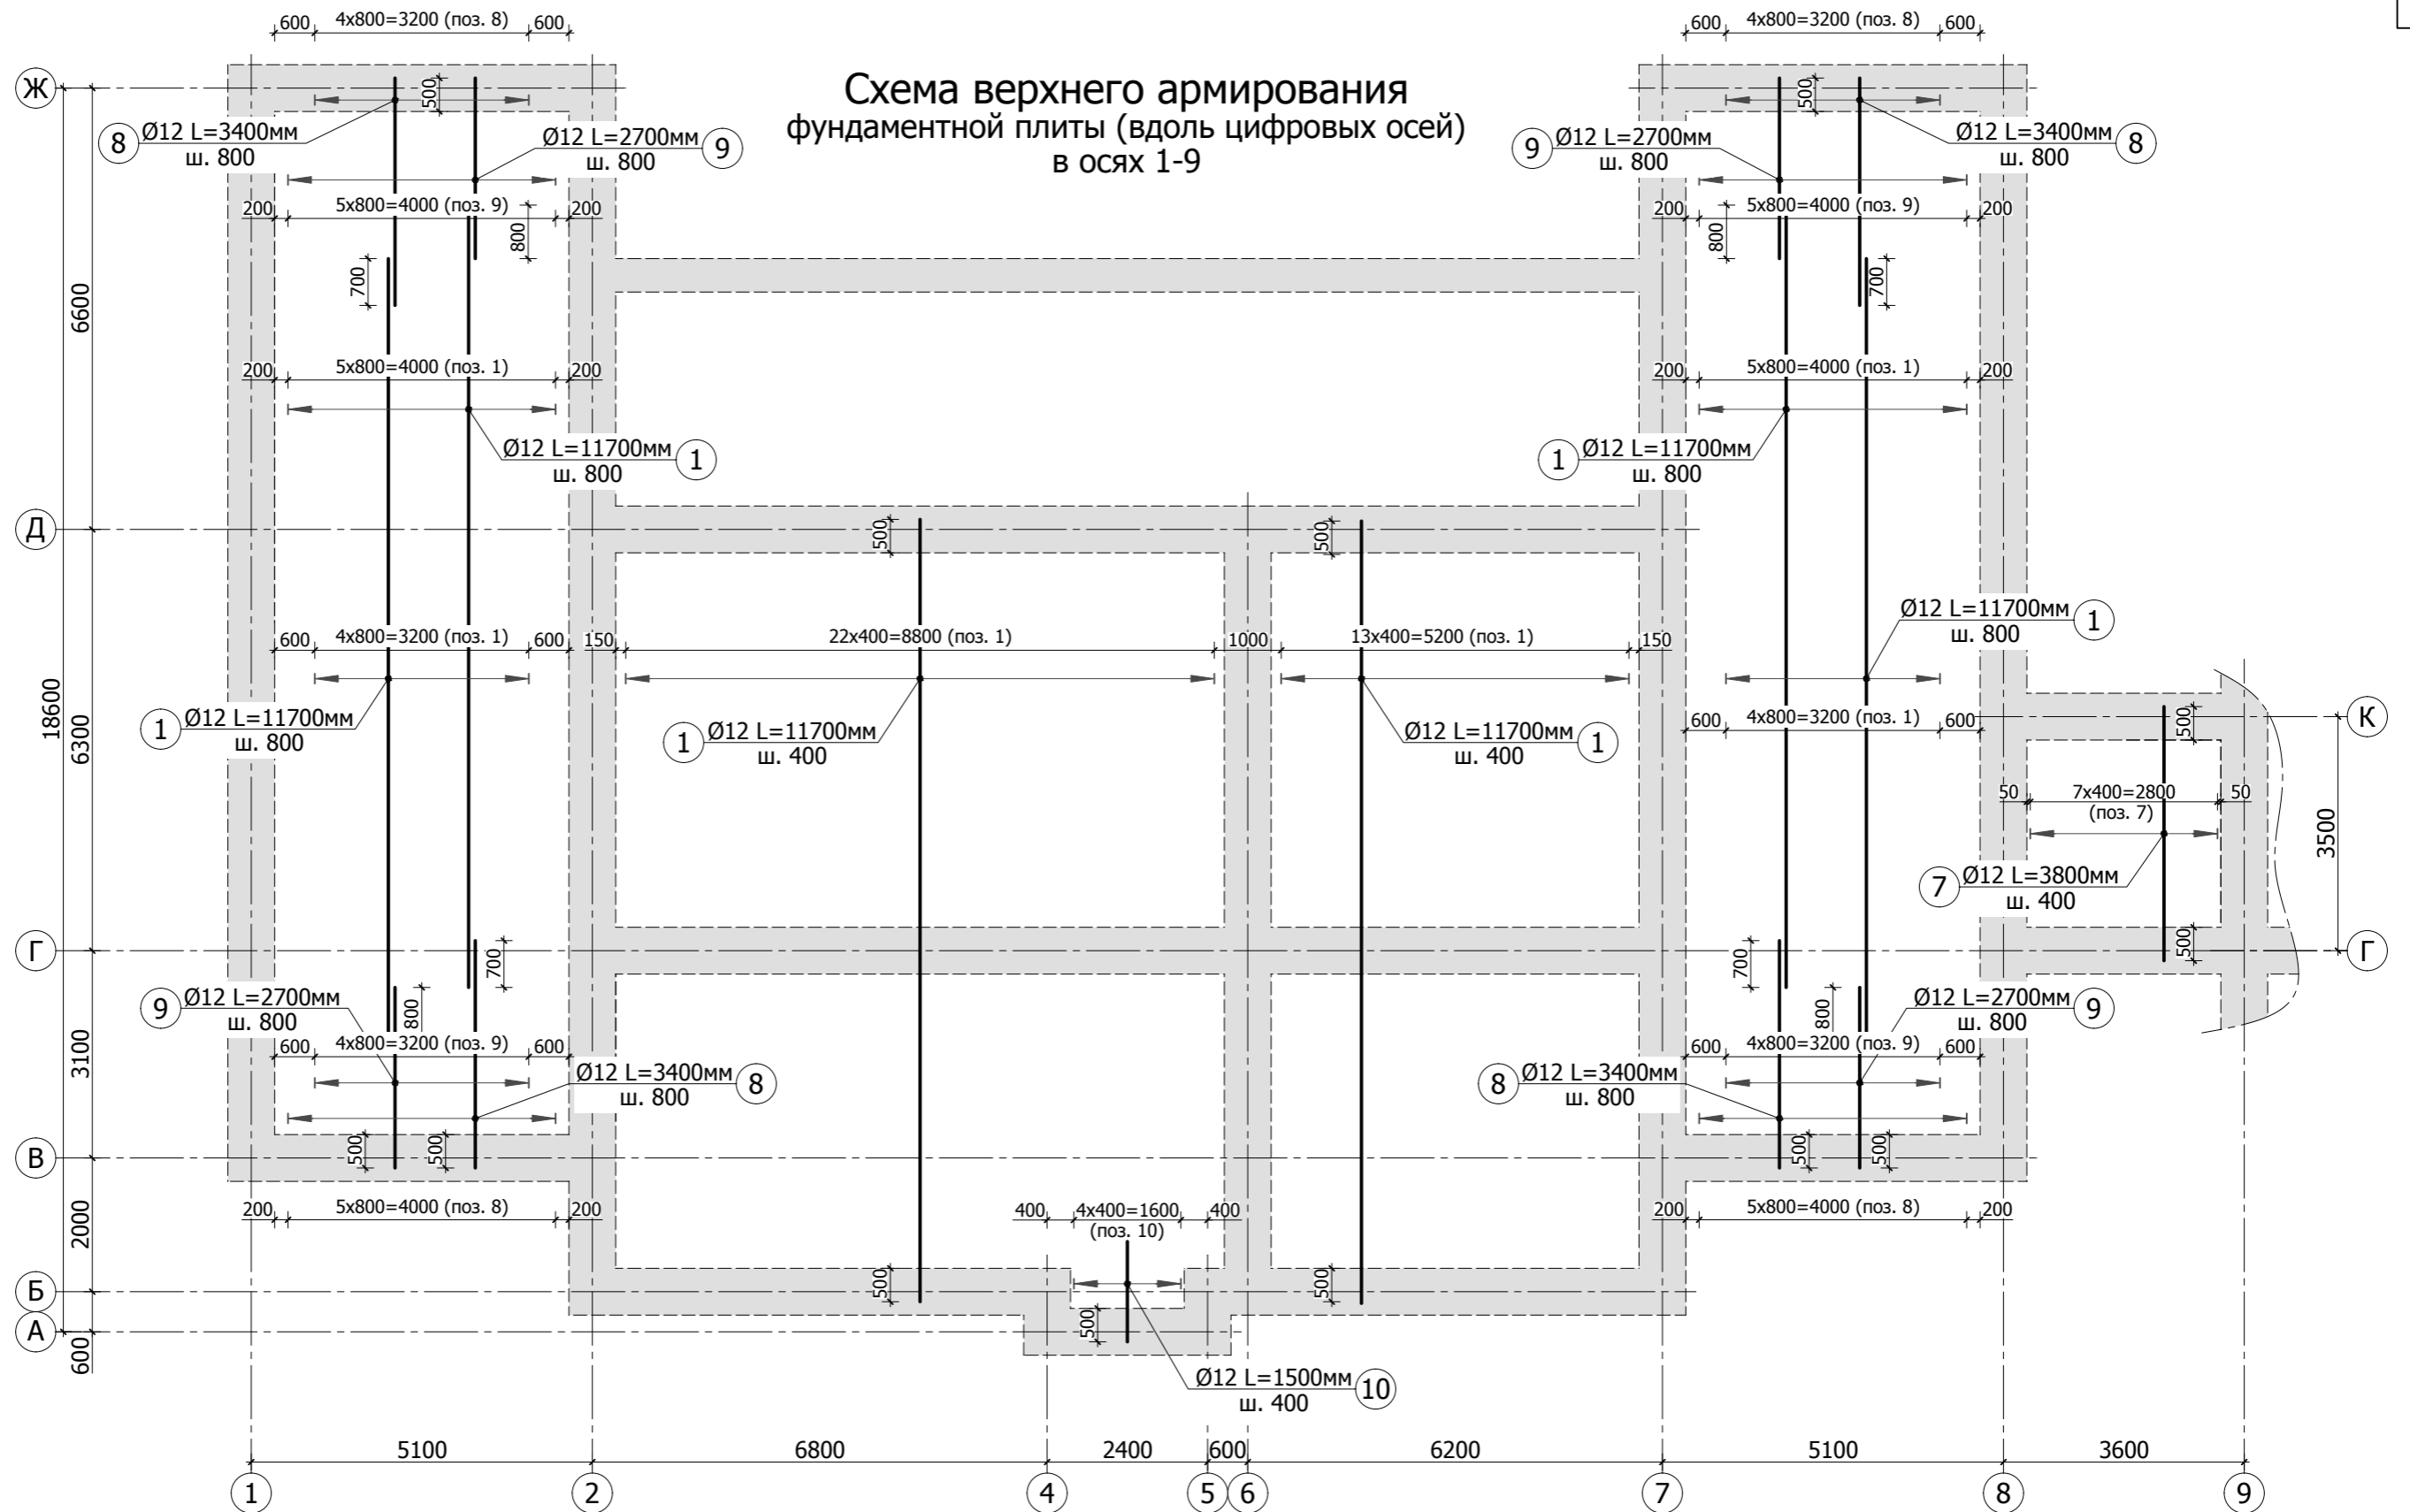 600 4x800=3200 (поз. 8) 600
600 4x800=3200 (поз. 8) 600
Схема верхнего армирования
фундаментной плиты (вдоль цифровых осей)
в осях 1-9
Ж
500
500
8 Ø12 L=3400мм
ш. 800
Ø12 L=2700мм 9
ш. 800
9 Ø12 L=2700мм
ш. 800
Ø12 L=3400мм 8
ш. 800
200 5x800=4000 (поз. 9) 200
200 5x800=4000 (поз. 9) 200
800
800
700
700
6600
200 5x800=4000 (поз. 1) 200
200 5x800=4000 (поз. 1) 200
Ø12 L=11700мм 1
ш. 800
1 Ø12 L=11700мм
ш. 800
Д
500
500
Ø12 L=11700мм 1
ш. 800
600 4x800=3200 (поз. 1) 600
150 22x400=8800 (поз. 1) 1000 13x400=5200 (поз. 1) 150
18600
6300
1 Ø12 L=11700мм
ш. 800
1 Ø12 L=11700мм
ш. 400
Ø12 L=11700мм 1
ш. 400
600 4x800=3200 (поз. 1) 600
500
К
50 7x400=2800 50
(поз. 7)
3500
7 Ø12 L=3800мм
ш. 400
Г
700
700
500
Г
9 Ø12 L=2700мм
ш. 800
800
800
Ø12 L=2700мм 9
ш. 800
3100
600 4x800=3200 (поз. 9) 600
600 4x800=3200 (поз. 9) 600
Ø12 L=3400мм 8
ш. 800
8 Ø12 L=3400мм
ш. 800
В
500
500
500
500
200 5x800=4000 (поз. 8) 200
400 4x400=1600 400
(поз. 10)
200 5x800=4000 (поз. 8) 200
2000
Б
500
500
А
500
600
Ø12 L=1500мм 10
ш. 400
5100 6800 2400 600 6200 5100 3600
1 2 4 5 6 7 8 9